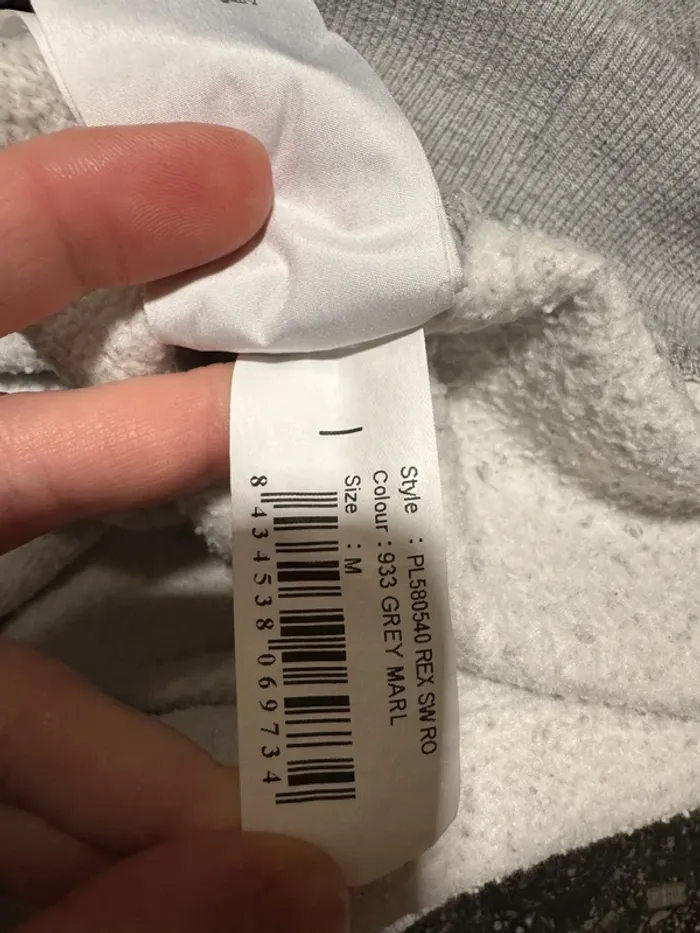 Style : PL580540 REX SW RO
Colour : 933 GREY MARL
Size : M
8 434538 069734